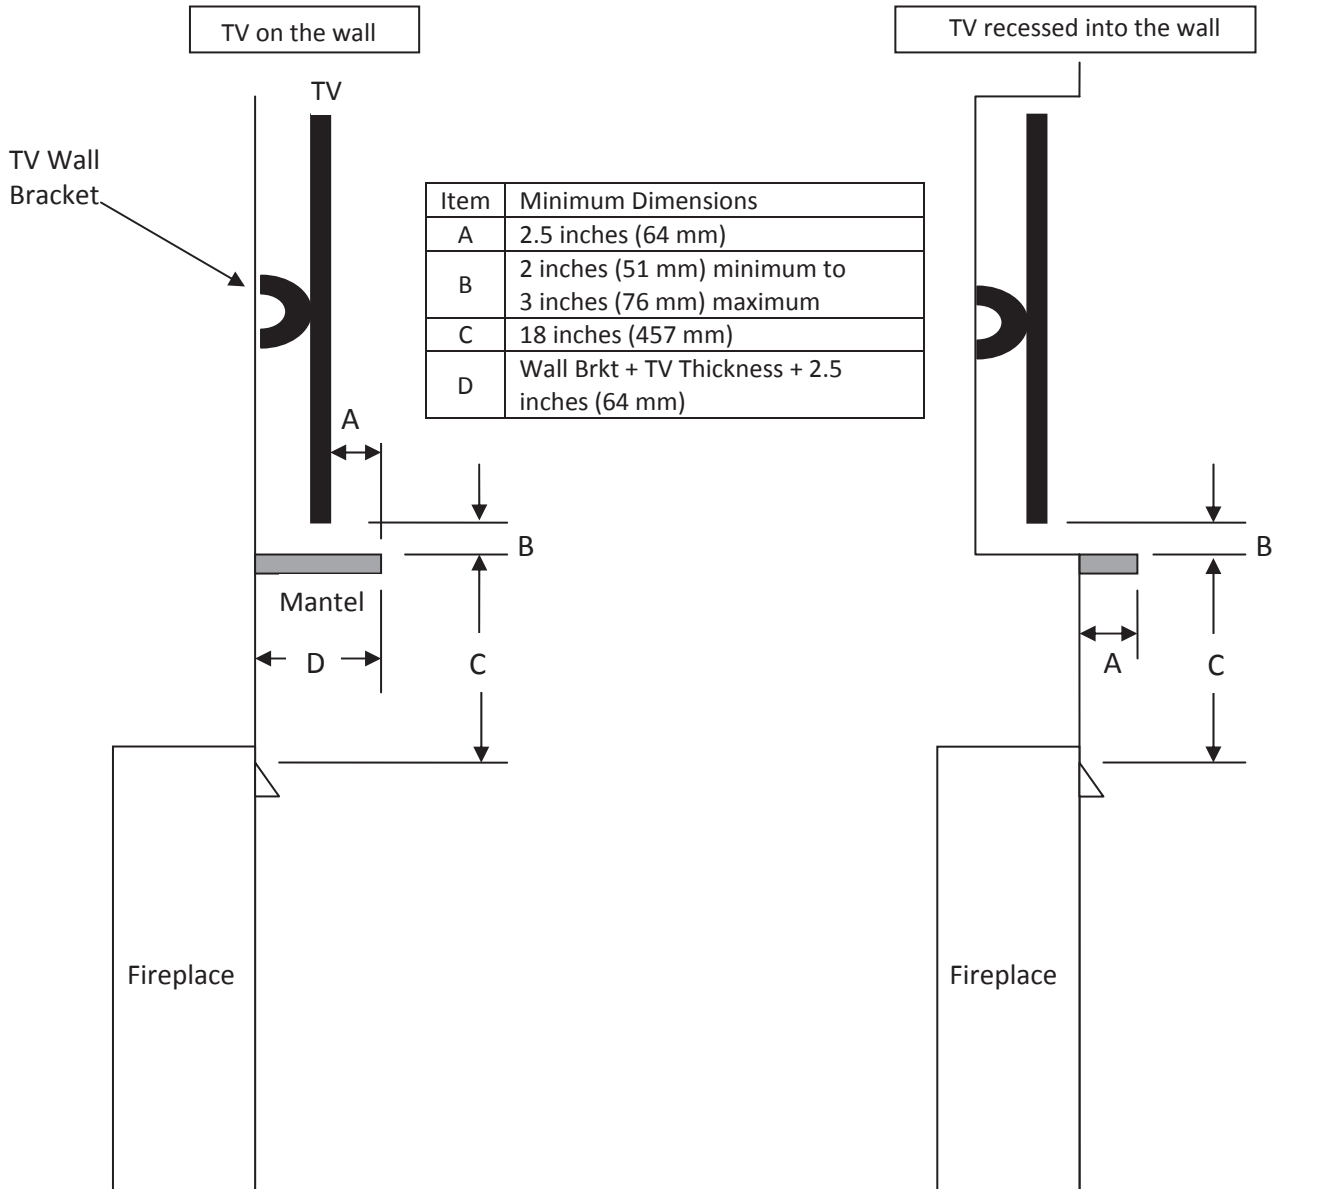 TV on the wall
TV recessed into the wall
TV
TV Wall
Bracket
Item Minimum Dimensions
A 2.5 inches (64 mm)
B 2 inches (51 mm) minimum to
3 inches (76 mm) maximum
C 18 inches (457 mm)
D Wall Brkt + TV Thickness + 2.5
inches (64 mm)
A
B
Mantel
D
C
Fireplace
B
A
C
Fireplace